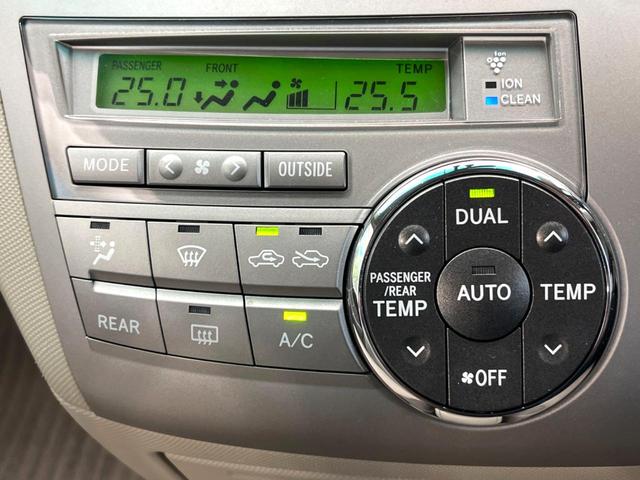 PASSENGER FRONT TEMP
25.0 25.5
Ion
ION
CLEAN
MODE OUTSIDE
DUAL
PASSENGER
/REAR
TEMP
AUTO
TEMP
OFF
REAR
A/C